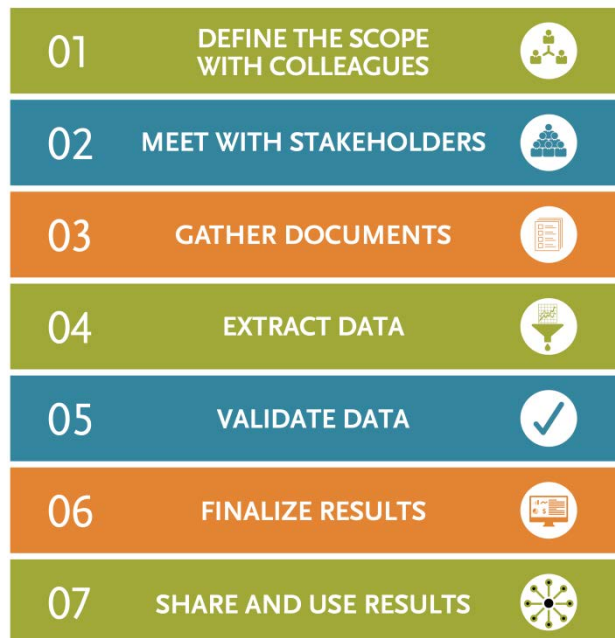 01
DEFINE THE SCOPE
WITH COLLEAGUES
02
MEET WITH STAKEHOLDERS
03
GATHER DOCUMENTS
04
EXTRACT DATA
05
VALIDATE DATA
06
FINALIZE RESULTS
07
SHARE AND USE RESULTS